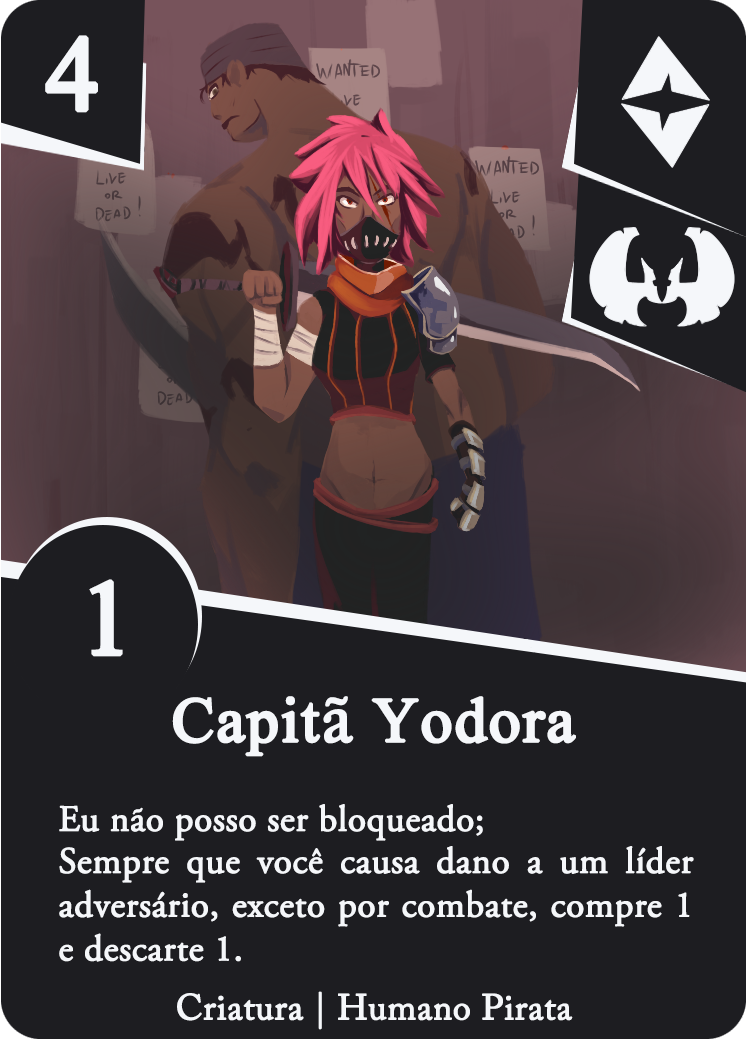 4
WANTED
VE
LIVE
OR
DEAD!
WANTED
LIVE
OR
D!
DEAD
1
Capitã Yodora
Eu não posso ser bloqueado;
Sempre que você causa dano a um líder
adversário, exceto por combate, compre 1
e descarte 1.
Criatura | Humano Pirata